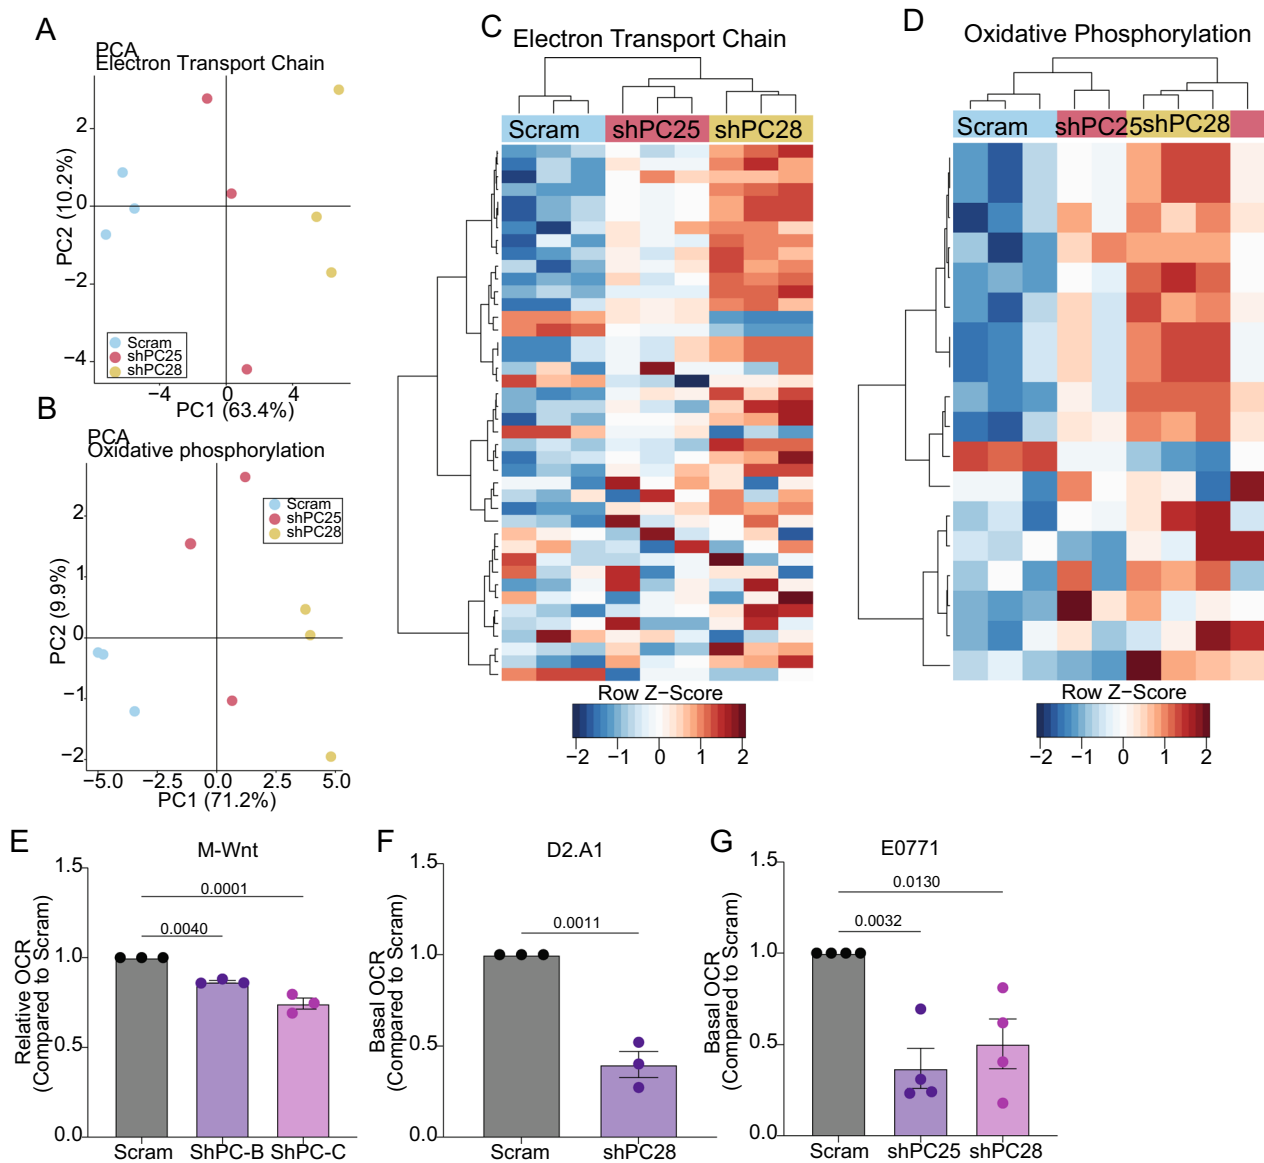 A
PCA
Electron Transport Chain
PC2 (10.2%)
2
0
−2
−4
Scram
shPC25
shPC28
−4
0
4
PC1 (63.4%)
B
PCA
Oxidative phosphorylation
PC2 (9.9%)
2
1
0
−1
−2
Scram
shPC25
shPC28
−5.0
−2.5
0.0
2.5
5.0
PC1 (71.2%)
C
Electron Transport Chain
Scram
shPC25
shPC28
Row Z−Score
−2
−1
0
1
2
D
Oxidative Phosphorylation
Scram
shPC25
shPC28
Row Z−Score
−2
−1
0
1
2
E
M-Wnt
Relative OCR
(Compared to Scram)
1.5
1.0
0.5
0.0
0.0001
0.0040
Scram
ShPC-B
ShPC-C
F
D2.A1
Basal OCR
(Compared to Scram)
1.5
1.0
0.5
0.0
0.0011
Scram
shPC28
G
E0771
Basal OCR
(Compared to Scram)
1.5
1.0
0.5
0.0
0.0130
0.0032
Scram
shPC25
shPC28